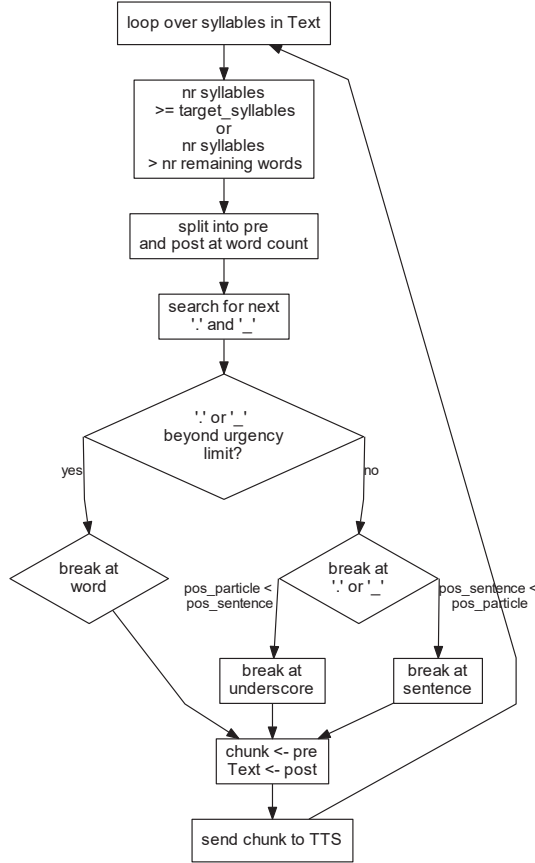 loop over syllables in Text
nr syllables
>= target_syllables
or
nr syllables
> nr remaining words
split into pre
and post at word count
search for next
'.' and '_'
'.' or '_'
beyond urgency
limit?
yes
no
break at
word
break at
'.' or '_'
pos_particle <
pos_sentence
pos_sentence <
pos_particle
break at
underscore
break at
sentence
chunk <- pre
Text <- post
send chunk to TTS